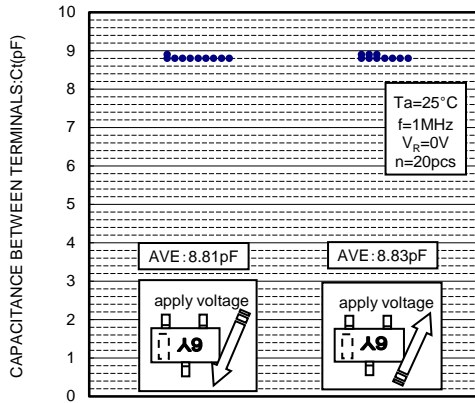 CAPACITANCE BETWEEN TERMINALS:Ct(pF)
10
9
8
7
6
5
4
3
2
1
0
Ta=25°C
f=1MHz
V_R=0V
n=20pcs
AVE:8.81pF
AVE:8.83pF
apply voltage
apply voltage
6Y
6Y